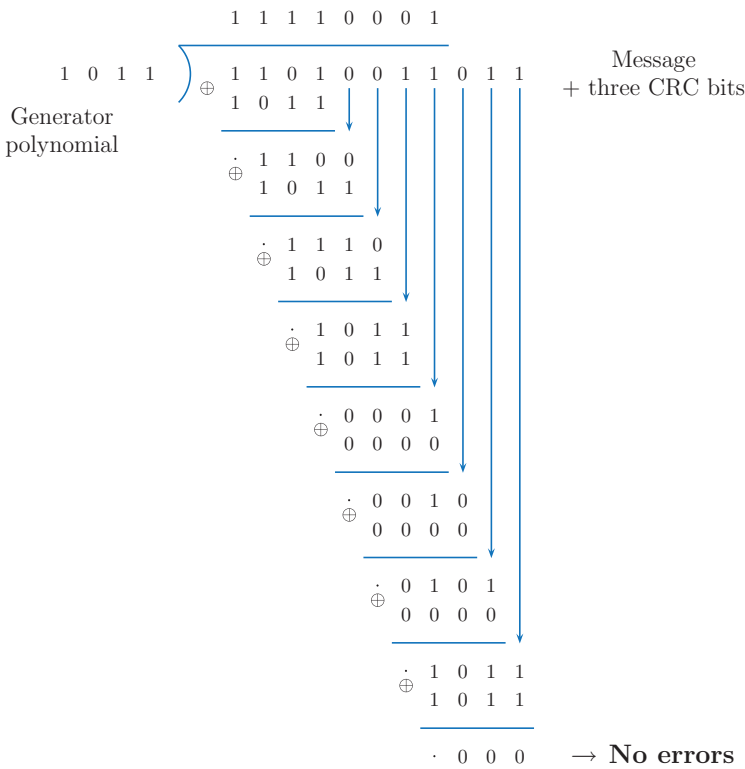 1 1 1 1 0 0 0 1
1 0 1 1
1 1 0 1 0 0 1 1 0 1 1
Message
+ three CRC bits
⊕
1 0 1 1
Generator
polynomial
· 1 1 0 0
⊕
1 0 1 1
· 1 1 1 0
⊕
1 0 1 1
· 1 0 1 1
⊕
1 0 1 1
· 0 0 0 1
⊕
0 0 0 0
· 0 0 1 0
⊕
0 0 0 0
· 0 1 0 1
⊕
0 0 0 0
· 1 0 1 1
⊕
1 0 1 1
· 0 0 0 → No errors